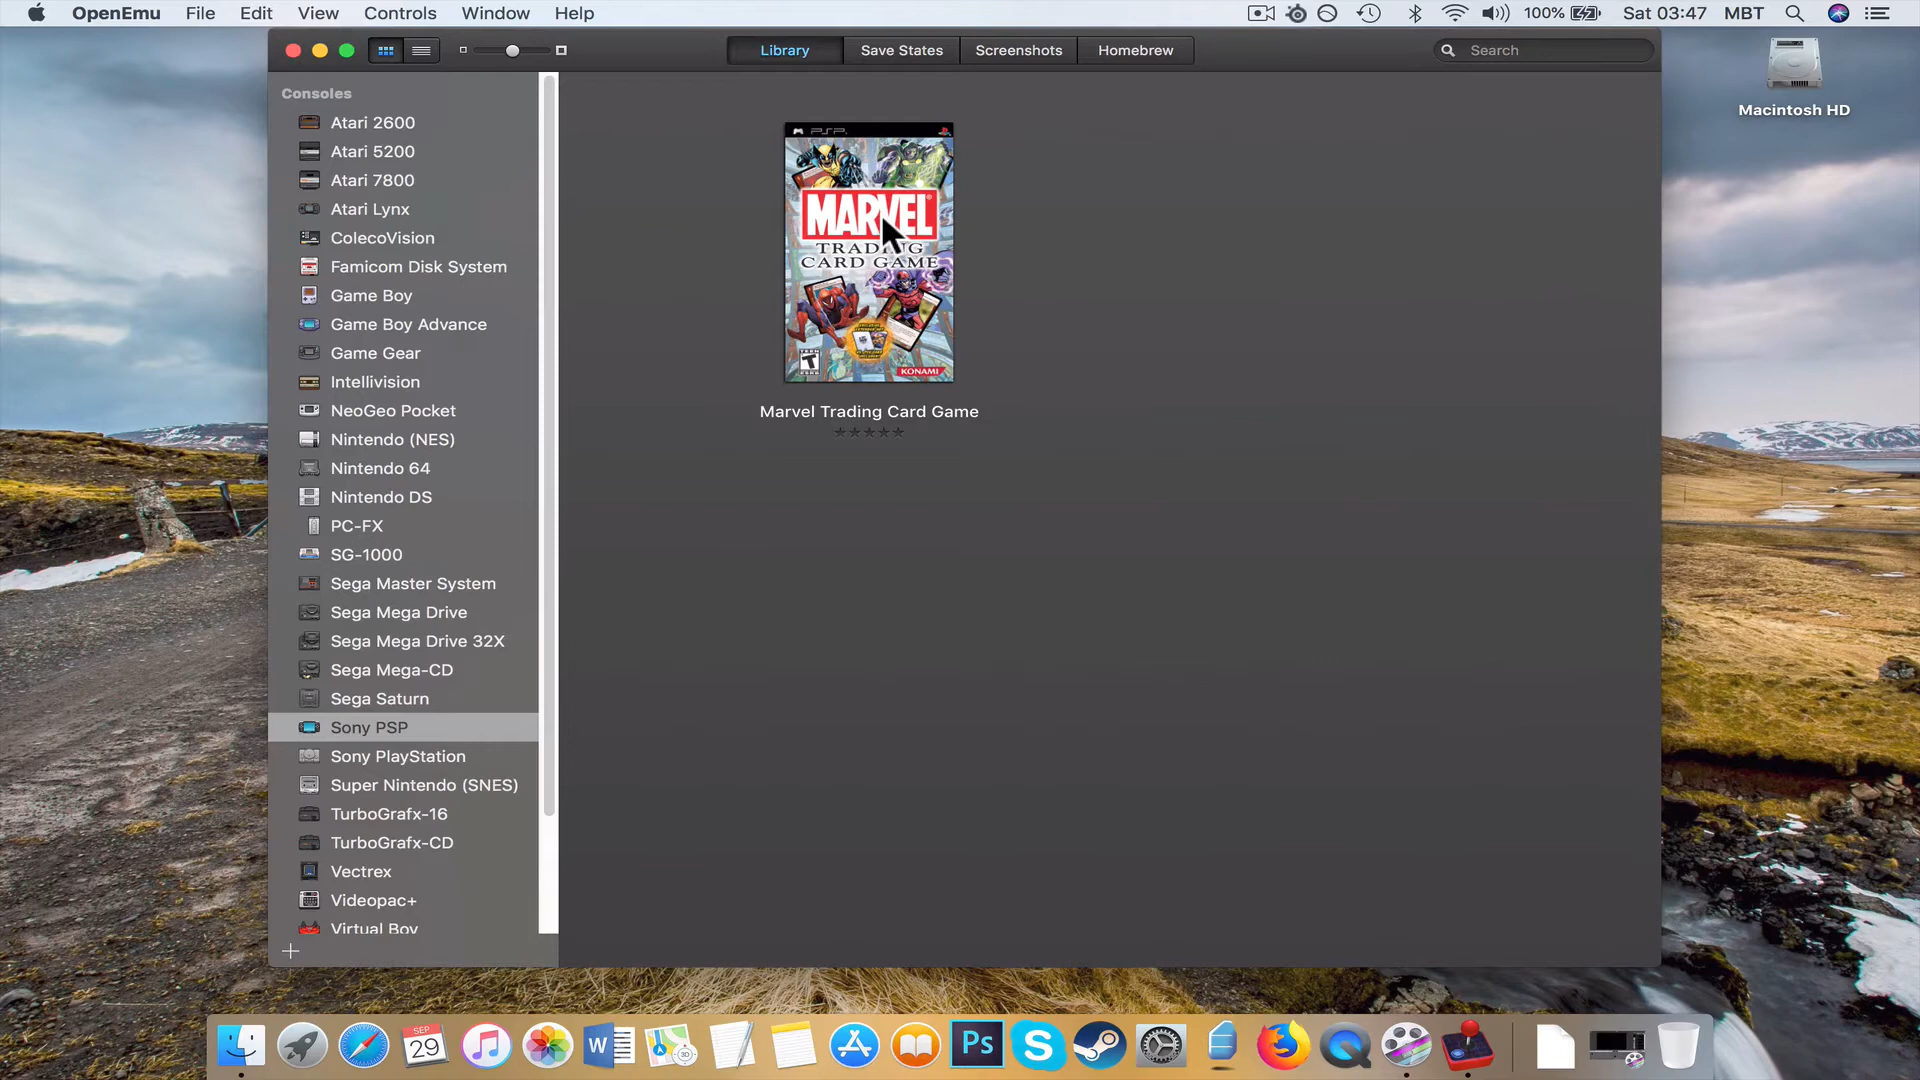 OpenEmu File Edit View Controls Window Help 100% Sat 03:47 MBT
Library Save States Screenshots Homebrew Search
Macintosh HD
Consoles
Atari 2600
Atari 5200
Atari 7800
Atari Lynx
ColecoVision
Famicom Disk System
Game Boy
Game Boy Advance
Game Gear
Intellivision
NeoGeo Pocket
Nintendo (NES)
Nintendo 64
Nintendo DS
PC-FX
SG-1000
Sega Master System
Sega Mega Drive
Sega Mega Drive 32X
Sega Mega-CD
Sega Saturn
Sony PSP
Sony PlayStation
Super Nintendo (SNES)
TurboGrafx-16
TurboGrafx-CD
Vectrex
Videopac+
Virtual Boy
PSP
MARVEL
TRADING
CARD GAME
T
KONAMI
Marvel Trading Card Game
SEP
29
W
3D
Ps
S